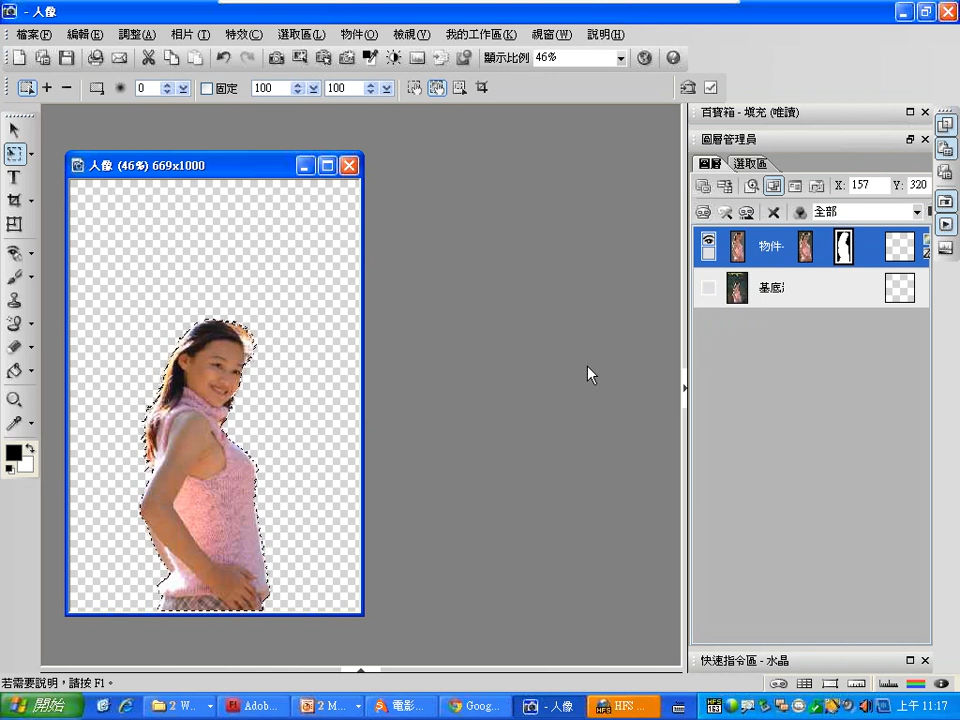 - 人像
檔案(F) 編輯(E) 調整(A) 相片(T) 特效(C) 選取區(L) 物件(O) 檢視(V) 我的工作區(K) 視窗(W) 說明(H)
顯示比例 46%
0 固定 100 100
百寶箱 - 填充 (唯讀)
圖層管理員
人像 (46%) 669x1000
圖層 選取區
X: 157 Y: 320
全部
物件-
基底
快速指令區 - 水晶
若需要說明，請按 F1。
開始 2 W... Adob... 2 M... 電影... Goog... - 人像 HFS ... 上午 11:17